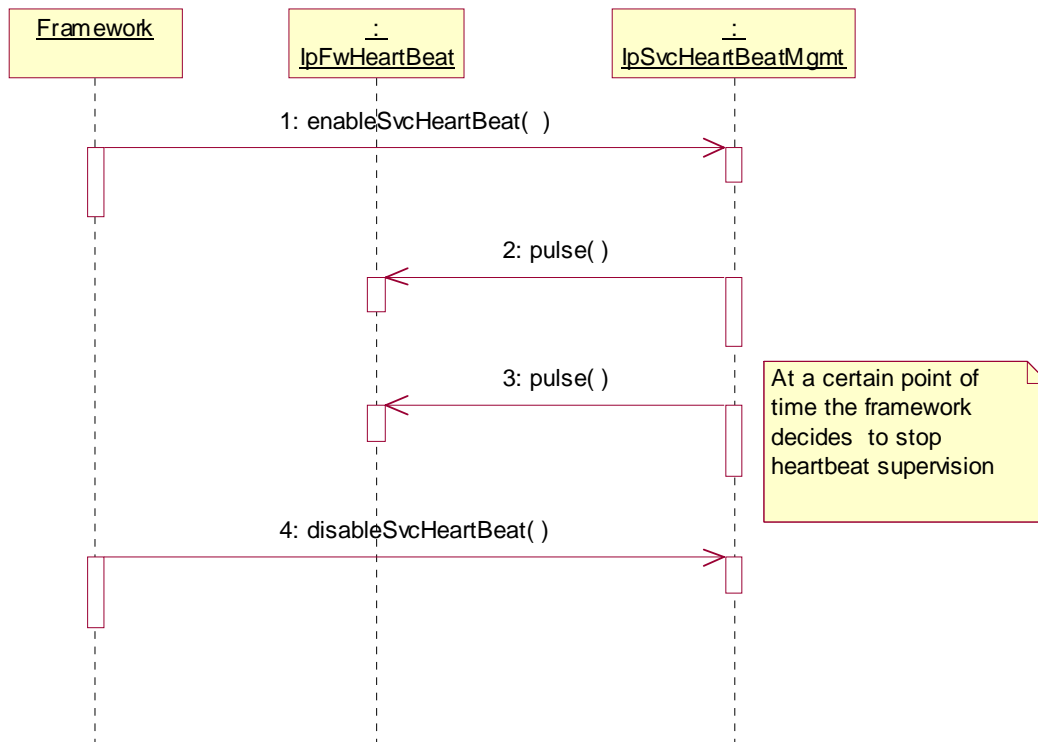 Framework
:
IpFwHeartBeat
:
IpSvcHeartBeatMgmt
1: enableSvcHeartBeat( )
2: pulse( )
3: pulse( )
At a certain point of
time the framework
decides to stop
heartbeat supervision
4: disableSvcHeartBeat( )